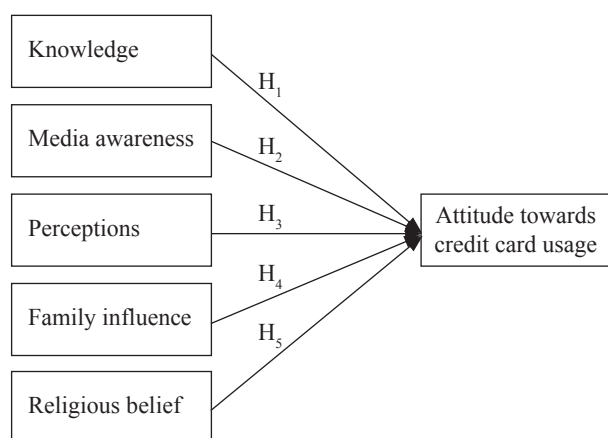 Knowledge
H₁
Media awareness
H₂
Perceptions
H₃
Attitude towards
credit card usage
Family influence
H₄
Religious belief
H₅